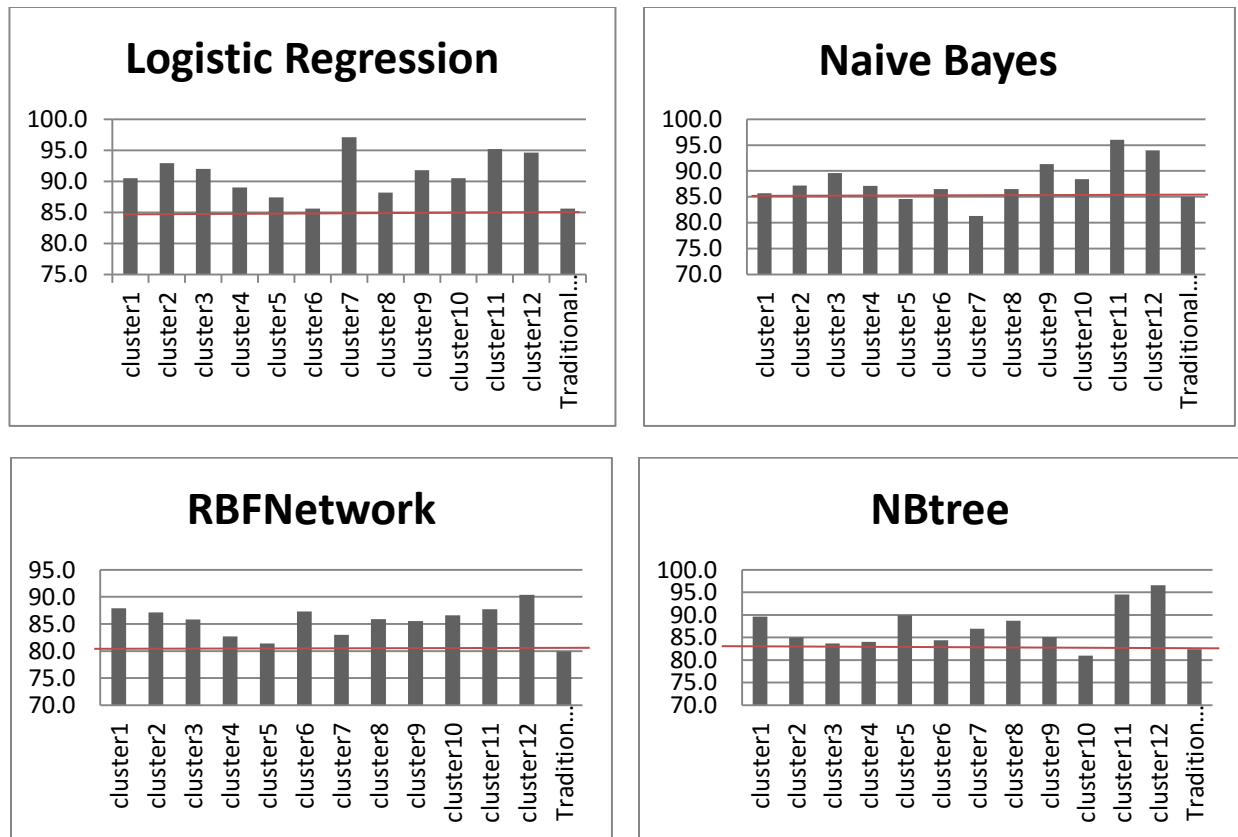 Logistic Regression
100.0
95.0
90.0
85.0
80.0
75.0
cluster1
cluster2
cluster3
cluster4
cluster5
cluster6
cluster7
cluster8
cluster9
cluster10
cluster11
cluster12
Traditional...
Naive Bayes
100.0
95.0
90.0
85.0
80.0
75.0
70.0
cluster1
cluster2
cluster3
cluster4
cluster5
cluster6
cluster7
cluster8
cluster9
cluster10
cluster11
cluster12
Traditional...
RBFNetwork
95.0
90.0
85.0
80.0
75.0
70.0
cluster1
cluster2
cluster3
cluster4
cluster5
cluster6
cluster7
cluster8
cluster9
cluster10
cluster11
cluster12
Tradition...
NBtree
100.0
95.0
90.0
85.0
80.0
75.0
70.0
cluster1
cluster2
cluster3
cluster4
cluster5
cluster6
cluster7
cluster8
cluster9
cluster10
cluster11
cluster12
Tradition...